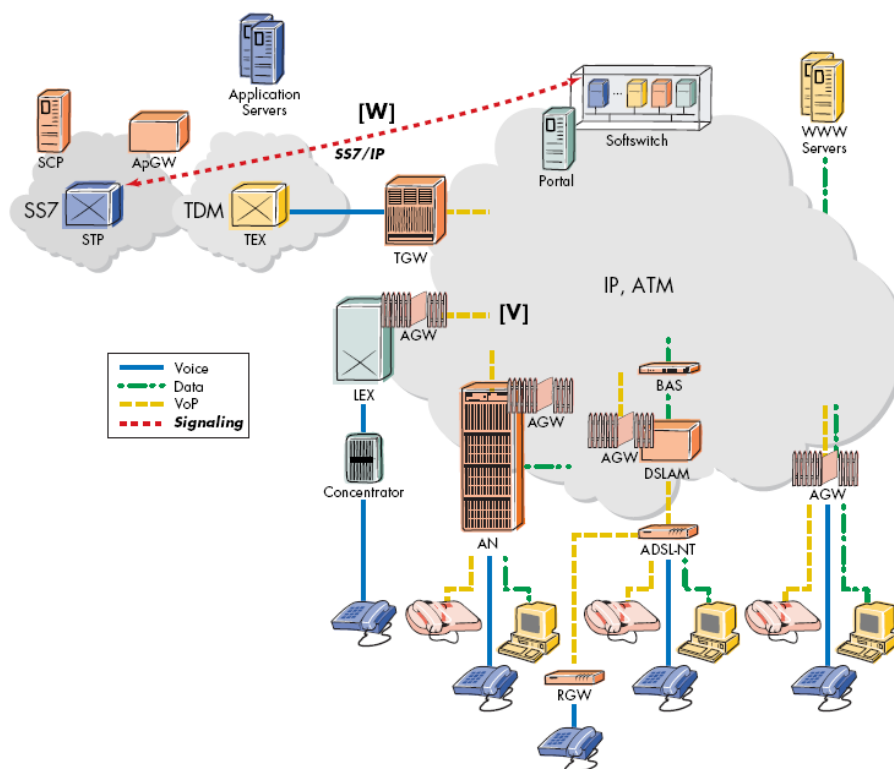 Application
Servers
[W]
SS7/IP
SCP
ApGW
Softswitch
WWW
Servers
Portal
SS7
STP
TDM
TEX
TGW
IP, ATM
[V]
AGW
LEX
Voice
Data
VoP
Signaling
BAS
AGW
AGW
DSLAM
AGW
Concentrator
AN
ADSL-NT
RGW